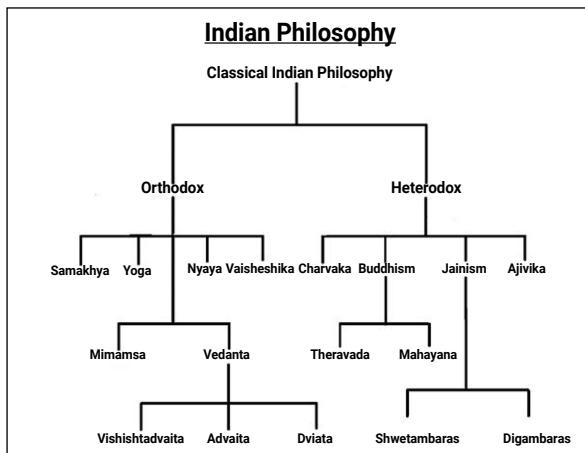 Indian Philosophy
Classical Indian Philosophy
Orthodox Heterodox
Samakhya Yoga Nyaya Vaisheshika Charvaka Buddhism Jainism Ajivika
Mimamsa Vedanta Theravada Mahayana
Vishishtadvaita Advaita Dviata Shwetambaras Digambaras